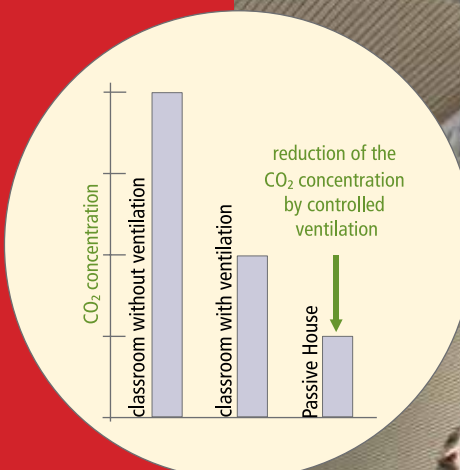 CO₂ concentration
classroom without ventilation
classroom with ventilation
Passive House
reduction of the
CO₂ concentration
by controlled
ventilation